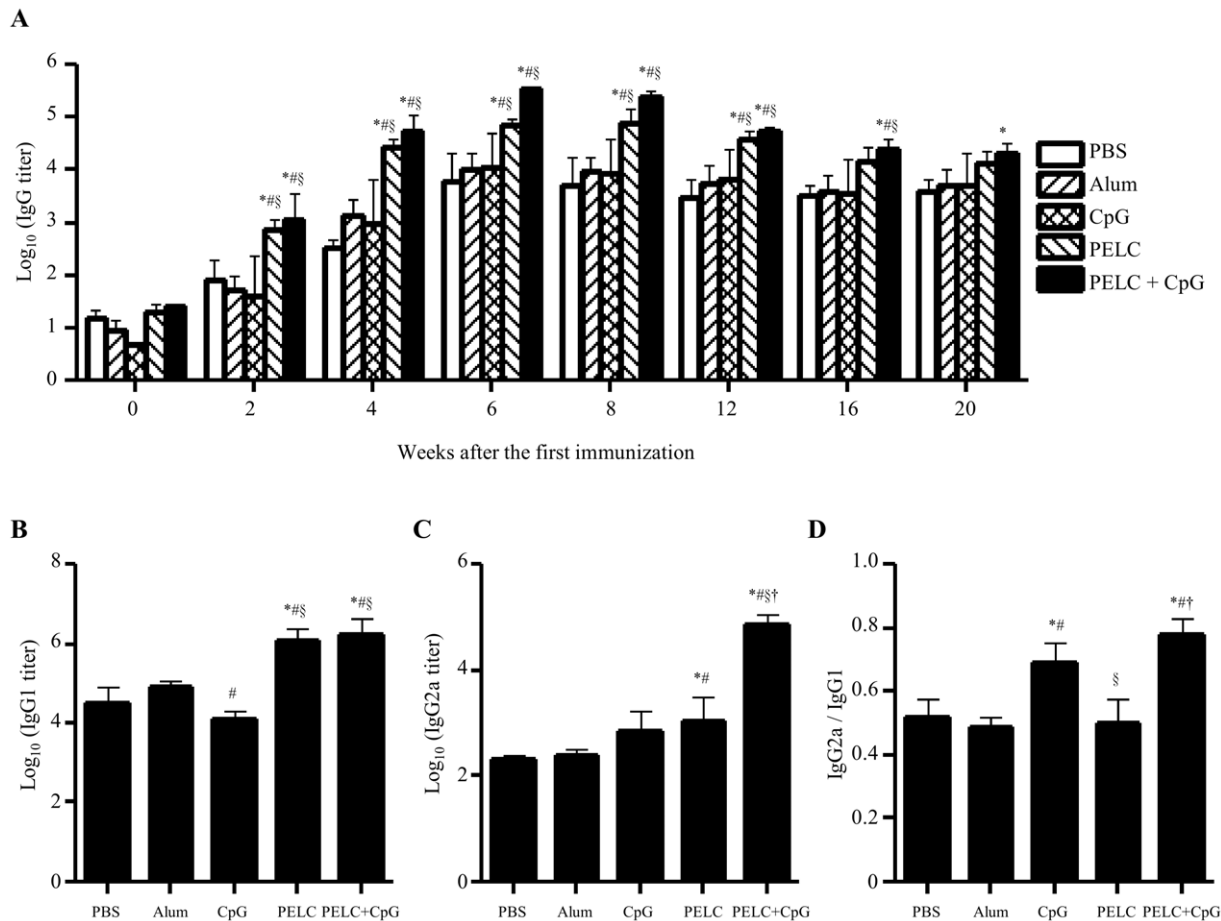 A
Log10 (IgG titer)
6
5
4
3
2
1
0
*#§ *#§
*#§ *#§
*#§ *#§
*#§ *#§
*#§ *#§
*#§
*
0 2 4 6 8 12 16 20
Weeks after the first immunization
PBS
Alum
CpG
PELC
PELC + CpG
B
Log10 (IgG1 titer)
8
6
4
2
0
#
*#§
*#§
PBS Alum CpG PELC PELC+CpG
C
Log10 (IgG2a titer)
6
4
2
0
*#
*#§†
PBS Alum CpG PELC PELC+CpG
D
IgG2a / IgG1
1.0
0.8
0.6
0.4
0.2
0
*#
§
*#†
PBS Alum CpG PELC PELC+CpG